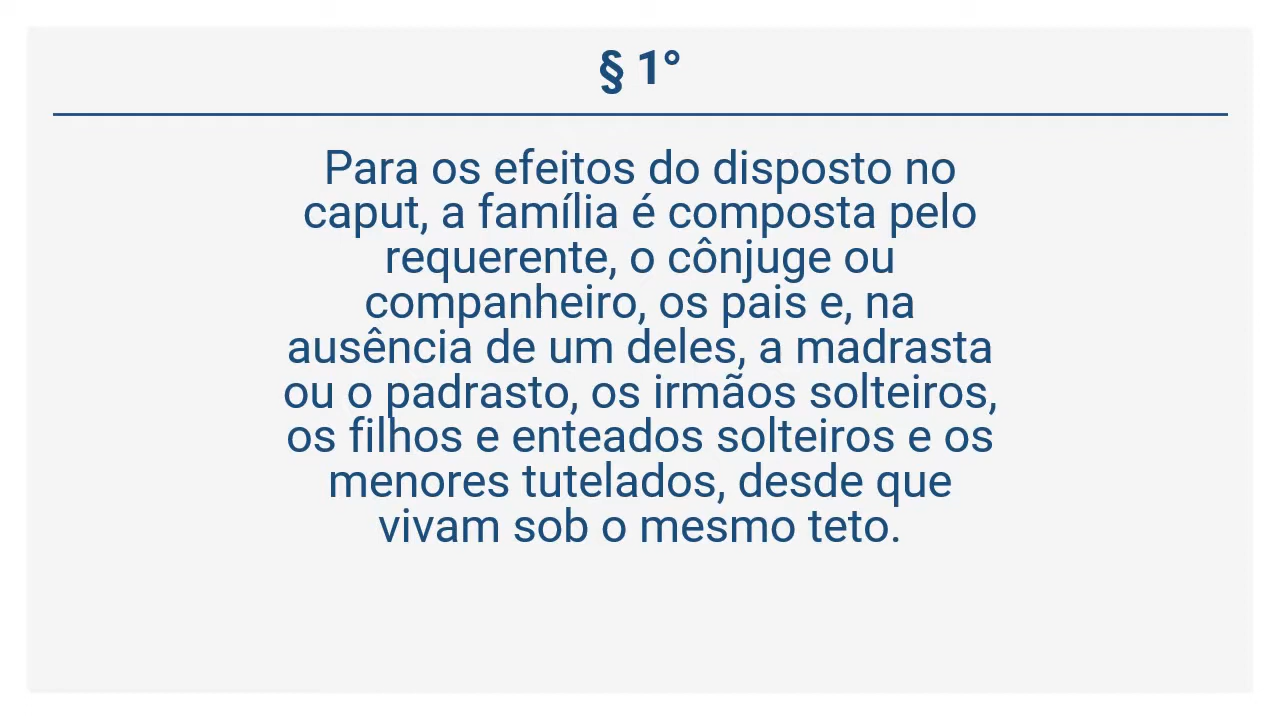 § 1°
Para os efeitos do disposto no
caput, a família é composta pelo
requerente, o cônjuge ou
companheiro, os pais e, na
ausência de um deles, a madrasta
ou o padrasto, os irmãos solteiros,
os filhos e enteados solteiros e os
menores tutelados, desde que
vivam sob o mesmo teto.